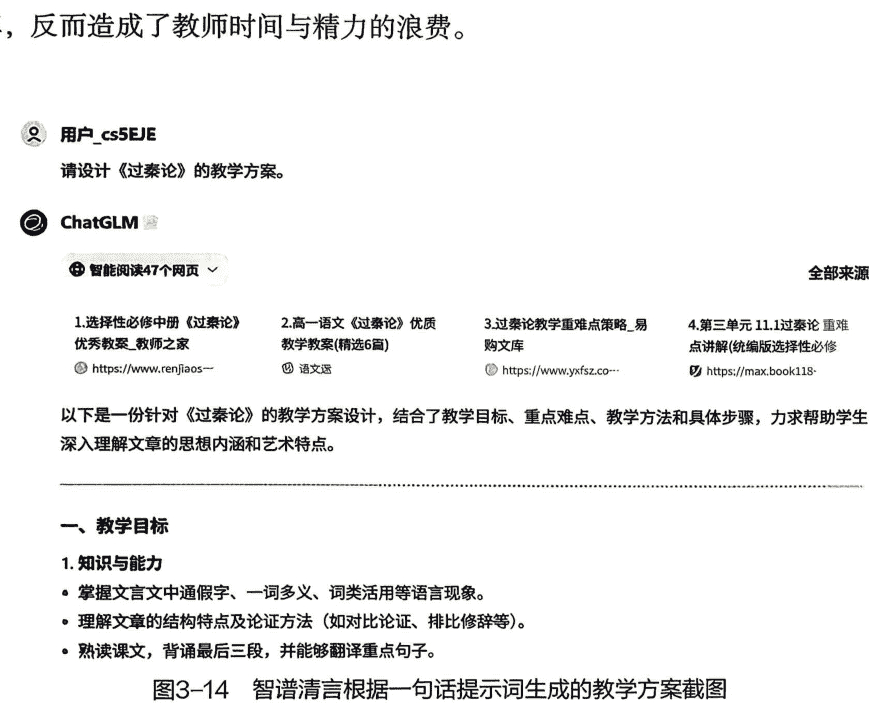 ，反而造成了教师时间与精力的浪费。
用户_cs5EJE
请设计《过秦论》的教学方案。
ChatGLM
智能阅读47个网页
全部来源
1.选择性必修中册《过秦论》
优秀教案_教师之家
https://www.renjiaos···
2.高一语文《过秦论》优质
教学教案(精选6篇)
语文迷
3.过秦论教学重难点策略_易
购文库
https://www.yxfsz.co···
4.第三单元 11.1过秦论 重难
点讲解(统编版选择性必修
https://max.book118·
以下是一份针对《过秦论》的教学方案设计，结合了教学目标、重点难点、教学方法和具体步骤，力求帮助学生
深入理解文章的思想内涵和艺术特点。
一、教学目标
1. 知识与能力
• 掌握文言文中通假字、一词多义、词类活用等语言现象。
• 理解文章的结构特点及论证方法（如对比论证、排比修辞等）。
• 熟读课文，背诵最后三段，并能够翻译重点句子。
图3-14 智谱清言根据一句话提示词生成的教学方案截图